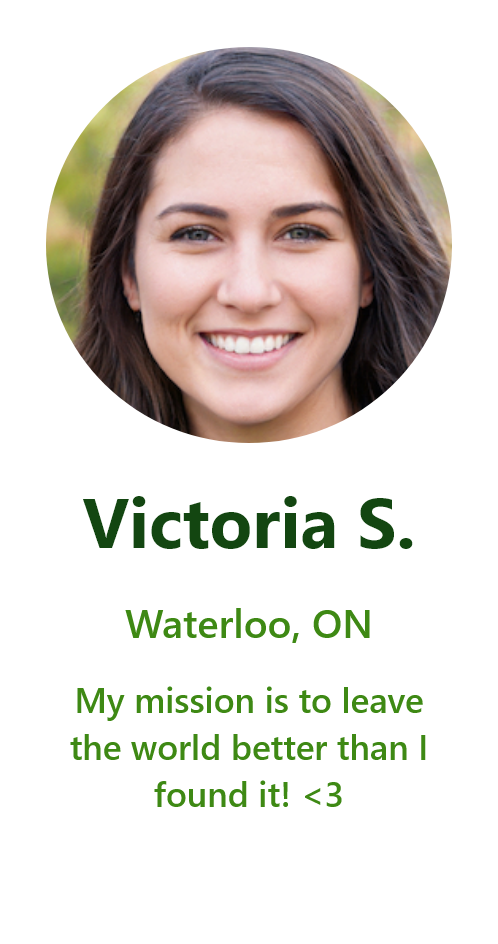 Victoria S.
Waterloo, ON
My mission is to leave
the world better than I
found it! <3